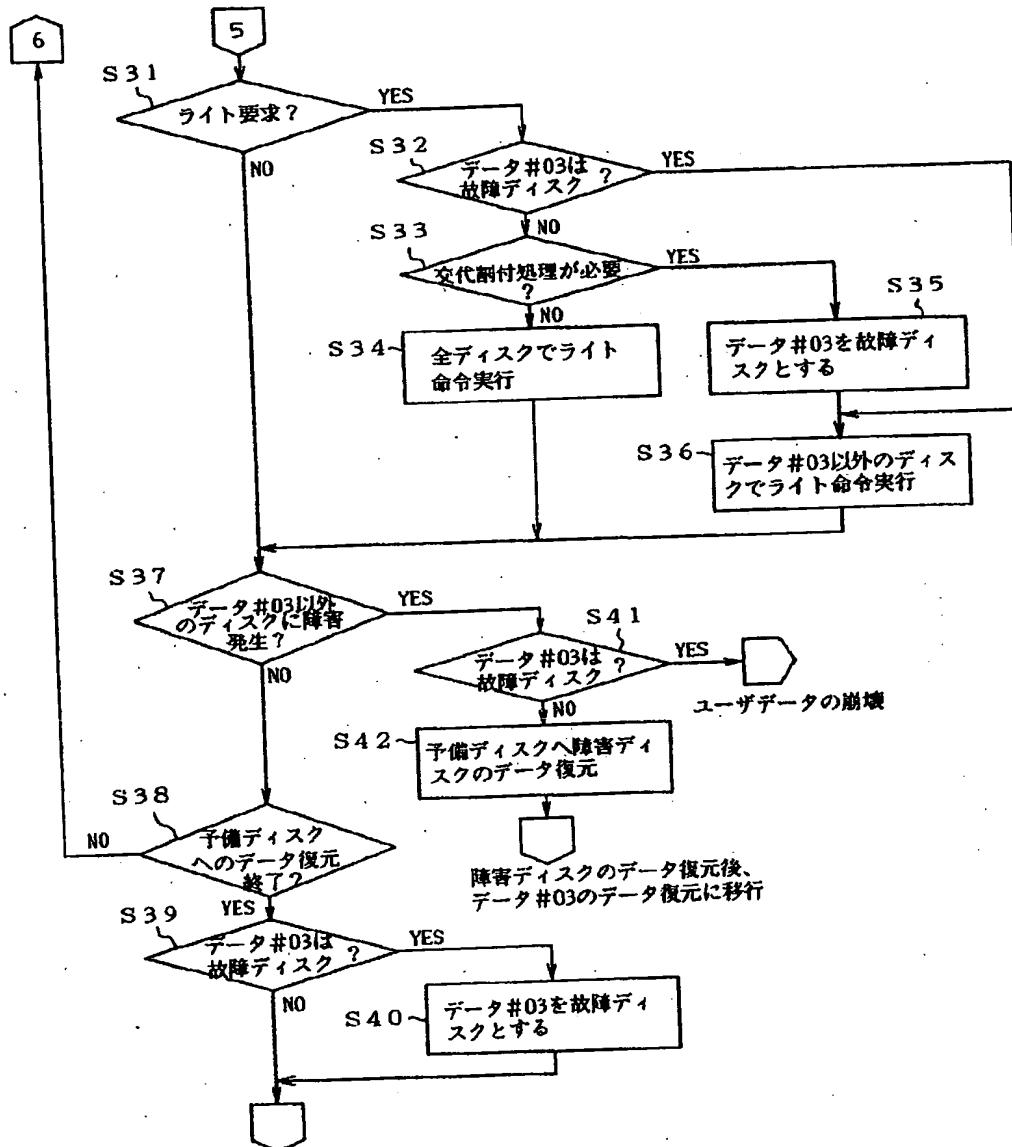 6
5
S31
ライト要求?
YES
NO
S32
データ#03は
故障ディスク
?
YES
NO
S33
交代割付処理が必要
?
YES
NO
S34
全ディスクでライト
命令実行
S35
データ#03を故障ディ
スクとする
S36
データ#03以外のディス
クでライト命令実行
S37
データ#03以外
のディスクに障害
発生?
YES
NO
S41
データ#03は
故障ディスク
?
YES
NO
ユーザデータの崩壊
S42
予備ディスクへ障害ディ
スクのデータ復元
障害ディスクのデータ復元後、
データ#03のデータ復元に移行
S38
予備ディスク
へのデータ復元
終了?
NO
YES
S39
データ#03は
故障ディスク
?
YES
NO
S40
データ#03を故障ディ
スクとする